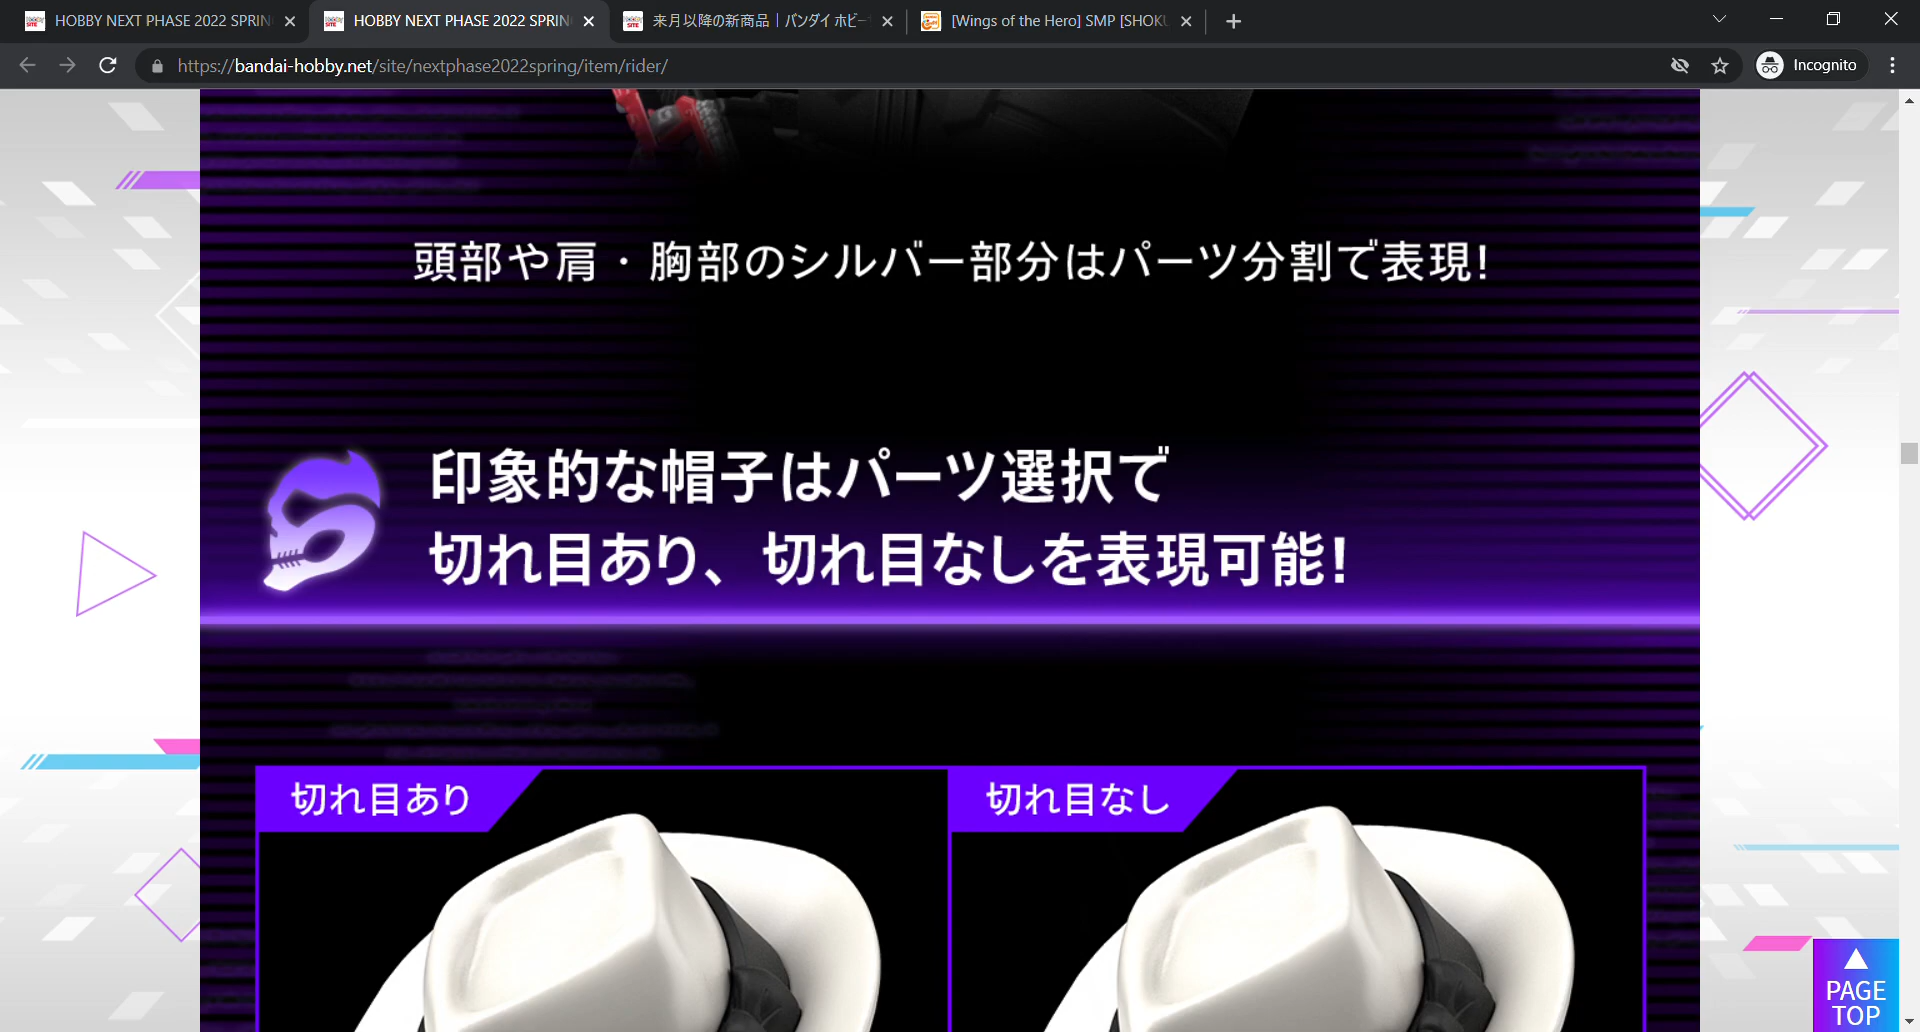 HOBBY NEXT PHASE 2022 SPRIN
HOBBY NEXT PHASE 2022 SPRIN
来月以降の新商品｜バンダイ ホビーサ
[Wings of the Hero] SMP [SHOKU
https://bandai-hobby.net/site/nextphase2022spring/item/rider/
Incognito
頭部や肩・胸部のシルバー部分はパーツ分割で表現!
印象的な帽子はパーツ選択で
切れ目あり、切れ目なしを表現可能!
切れ目あり
切れ目なし
PAGE
TOP